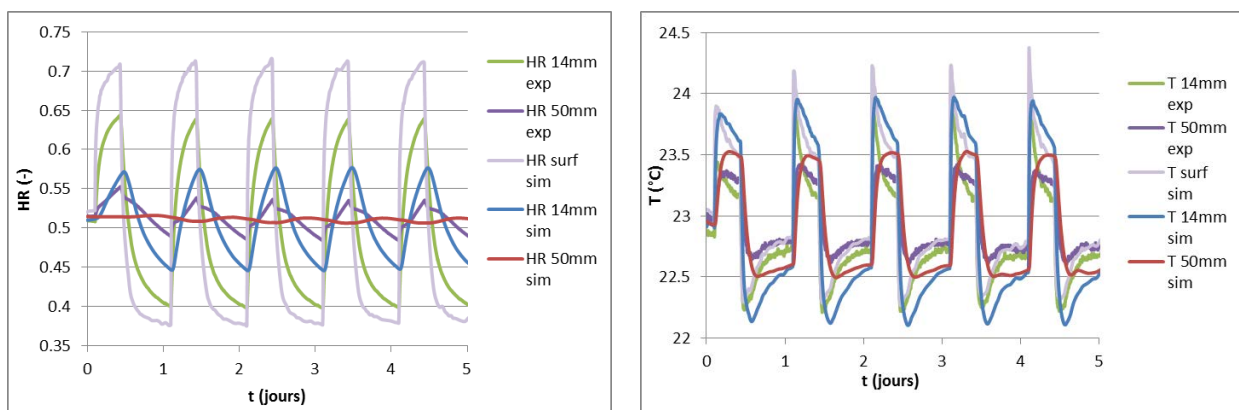 0.75
0.7
0.65
0.6
0.55
0.5
0.45
0.4
0.35
HR (-)
0 1 2 3 4 5
t (jours)
HR 14mm
exp
HR 50mm
exp
HR surf
sim
HR 14mm
sim
HR 50mm
sim
24.5
24
23.5
23
22.5
22
T (°C)
0 1 2 3 4 5
t (jours)
T 14mm
exp
T 50mm
exp
T surf
sim
T 14mm
sim
T 50mm
sim